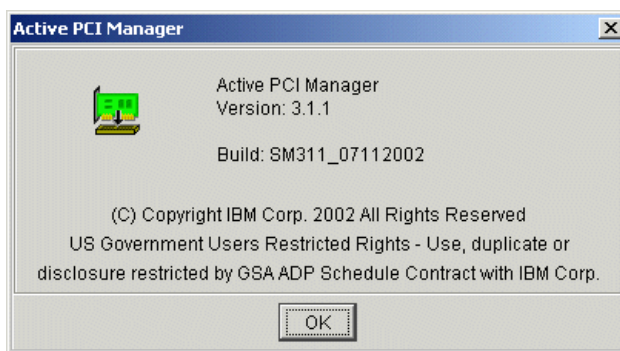 Active PCI Manager
Active PCI Manager
Version: 3.1.1
Build: SM311_07112002
(C) Copyright IBM Corp. 2002 All Rights Reserved
US Government Users Restricted Rights - Use, duplicate or
disclosure restricted by GSA ADP Schedule Contract with IBM Corp.
OK